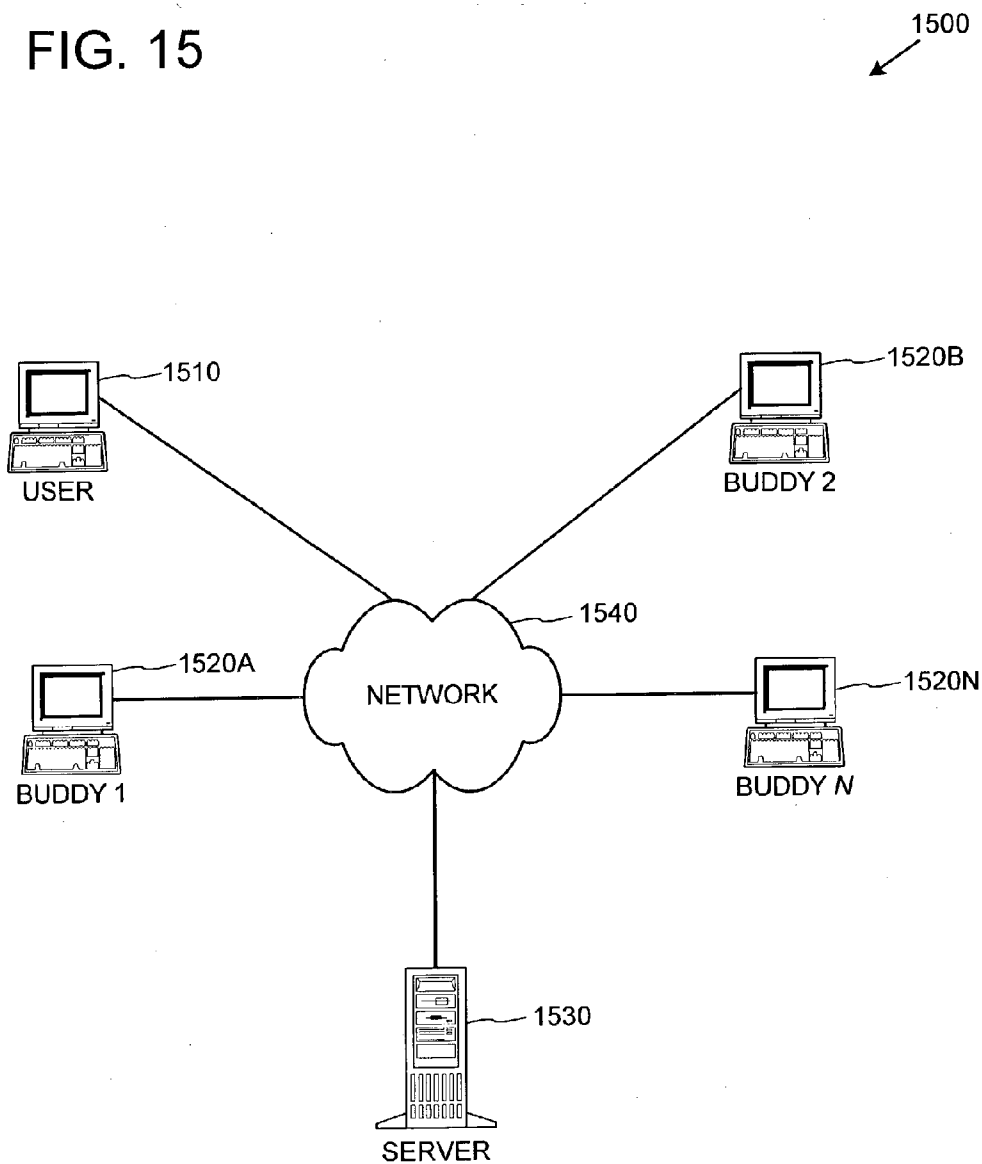 FIG. 15
1500
1510
USER
1520B
BUDDY 2
1540
NETWORK
1520A
BUDDY 1
1520N
BUDDY N
1530
SERVER